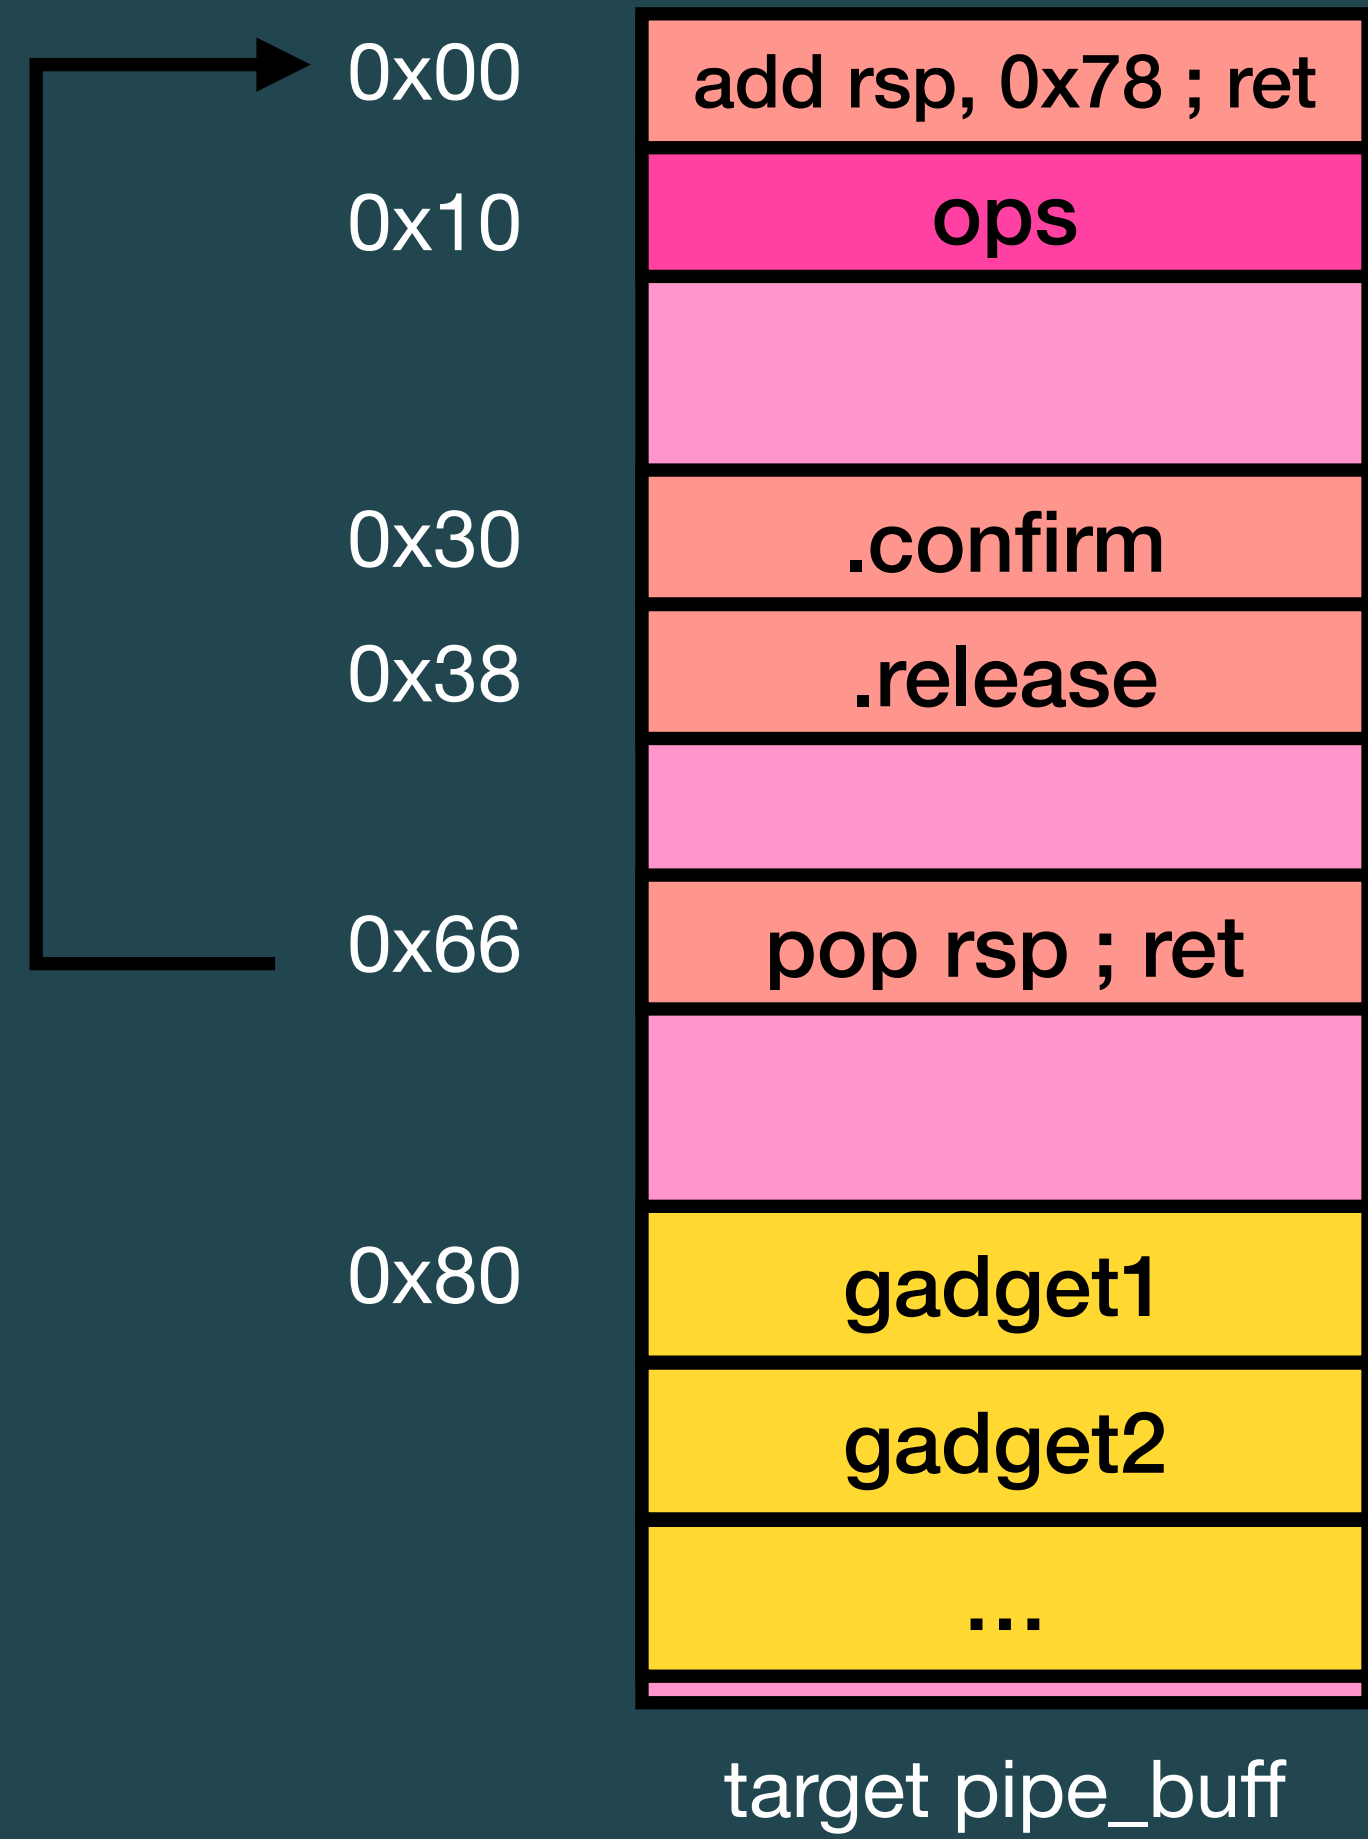 0x00 add rsp, 0x78 ; ret
0x10 ops
0x30 .confirm
0x38 .release
0x66 pop rsp ; ret
0x80 gadget1
gadget2
...
target pipe_buff